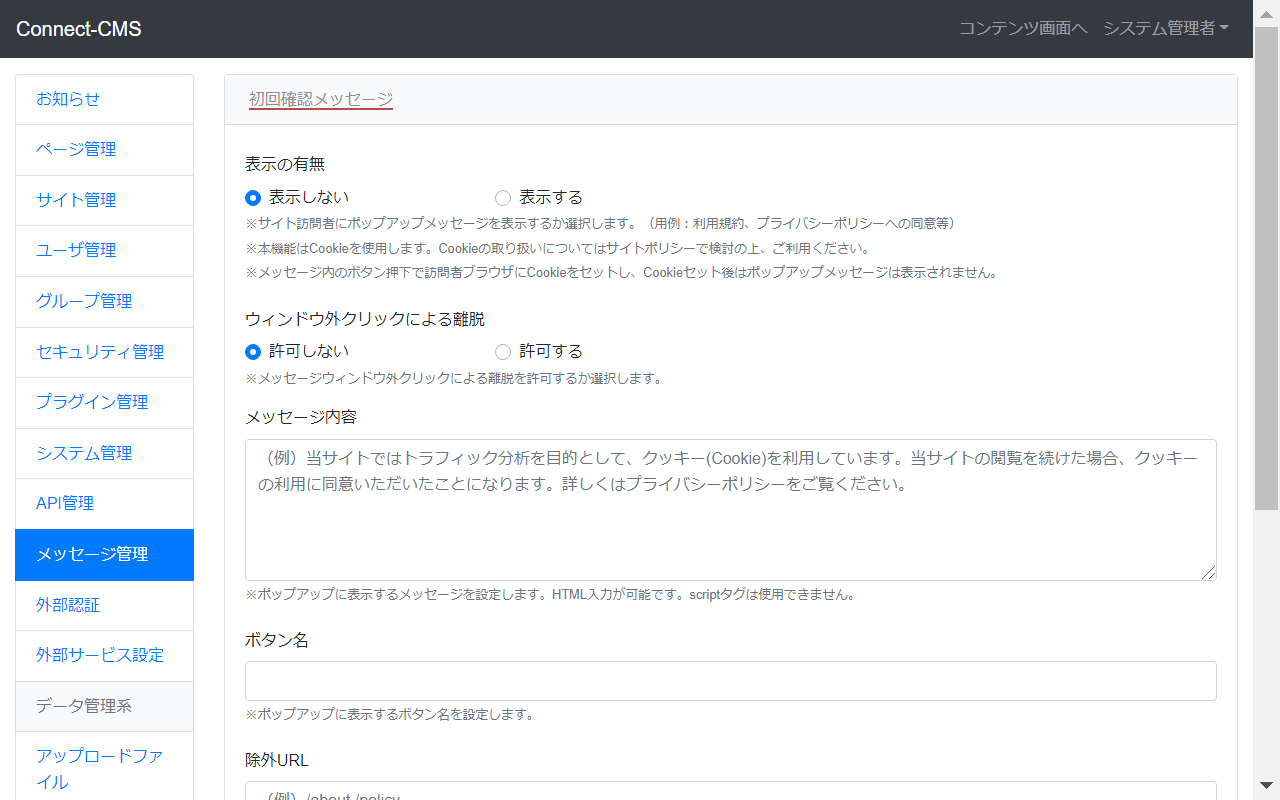 Connect-CMS
コンテンツ画面へ システム管理者
お知らせ
ページ管理
サイト管理
ユーザ管理
グループ管理
セキュリティ管理
プラグイン管理
システム管理
API管理
メッセージ管理
外部認証
外部サービス設定
データ管理系
アップロードファ
イル
初回確認メッセージ
表示の有無
表示しない 表示する
※サイト訪問者にポップアップメッセージを表示するか選択します。（用例：利用規約、プライバシーポリシーへの同意等）
※本機能はCookieを使用します。Cookieの取り扱いについてはサイトポリシーで検討の上、ご利用ください。
※メッセージ内のボタン押下で訪問者ブラウザにCookieをセットし、Cookieセット後はポップアップメッセージは表示されません。
ウィンドウ外クリックによる離脱
許可しない 許可する
※メッセージウィンドウ外クリックによる離脱を許可するか選択します。
メッセージ内容
（例）当サイトではトラフィック分析を目的として、クッキー(Cookie)を利用しています。当サイトの閲覧を続けた場合、クッキー
の利用に同意いただいたことになります。詳しくはプライバシーポリシーをご覧ください。
※ポップアップに表示するメッセージを設定します。HTML入力が可能です。scriptタグは使用できません。
ボタン名
※ポップアップに表示するボタン名を設定します。
除外URL
（例）/about,/policy